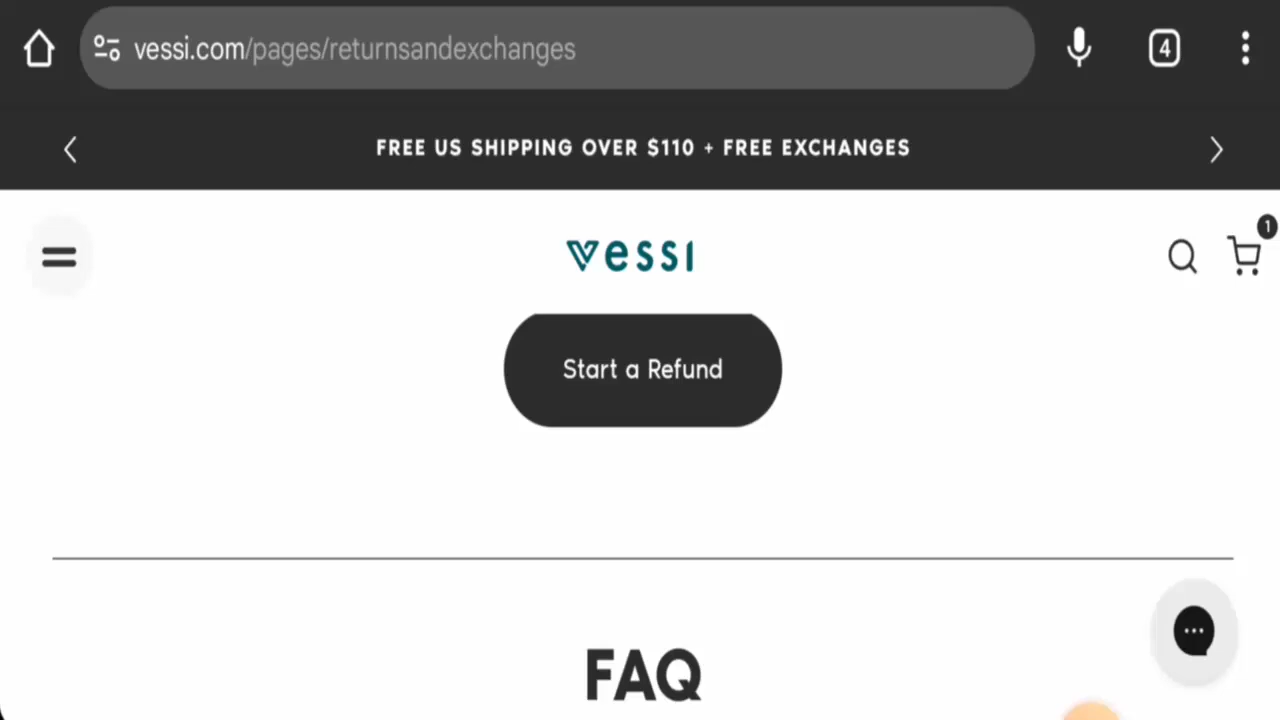 vessi.com/pages/returnsandexchanges
4
FREE US SHIPPING OVER $110 + FREE EXCHANGES
vessi
1
Start a Refund
FAQ